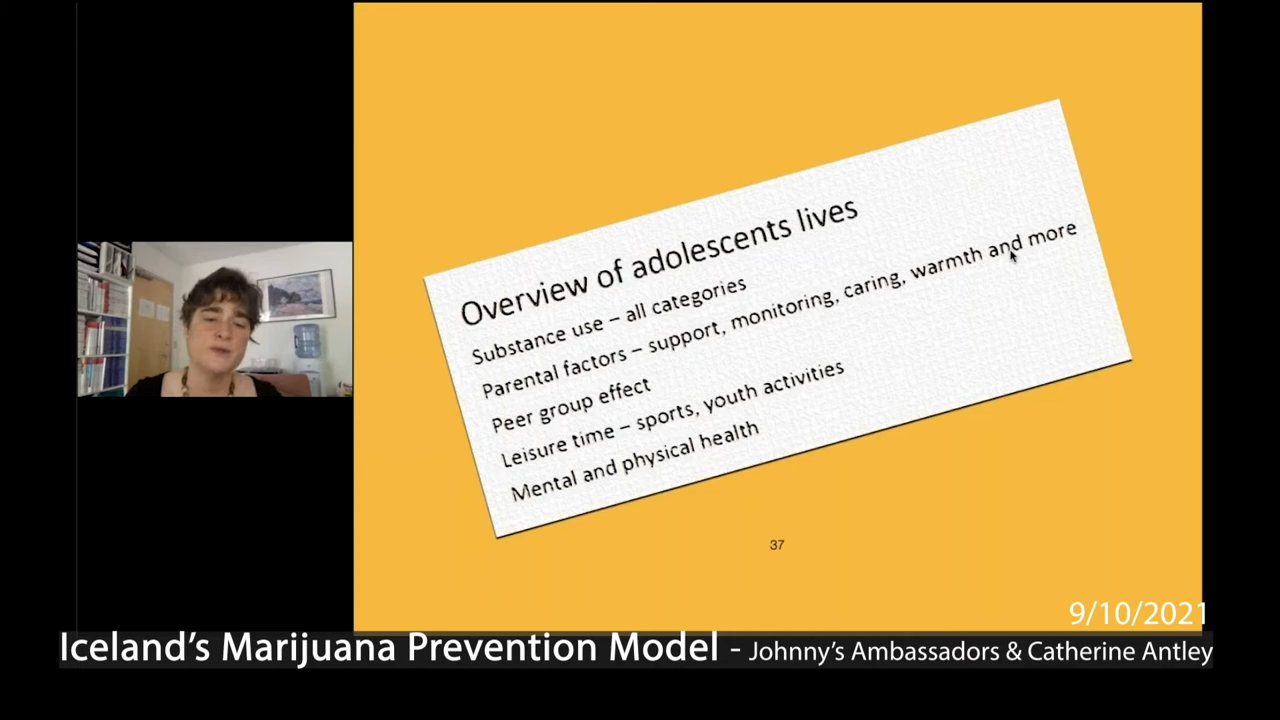 Overview of adolescents lives
Substance use – all categories
Parental factors – support, monitoring, caring, warmth and more
Peer group effect
Leisure time – sports, youth activities
Mental and physical health
37
9/10/2021
Iceland's Marijuana Prevention Model - Johnny's Ambassadors & Catherine Antley